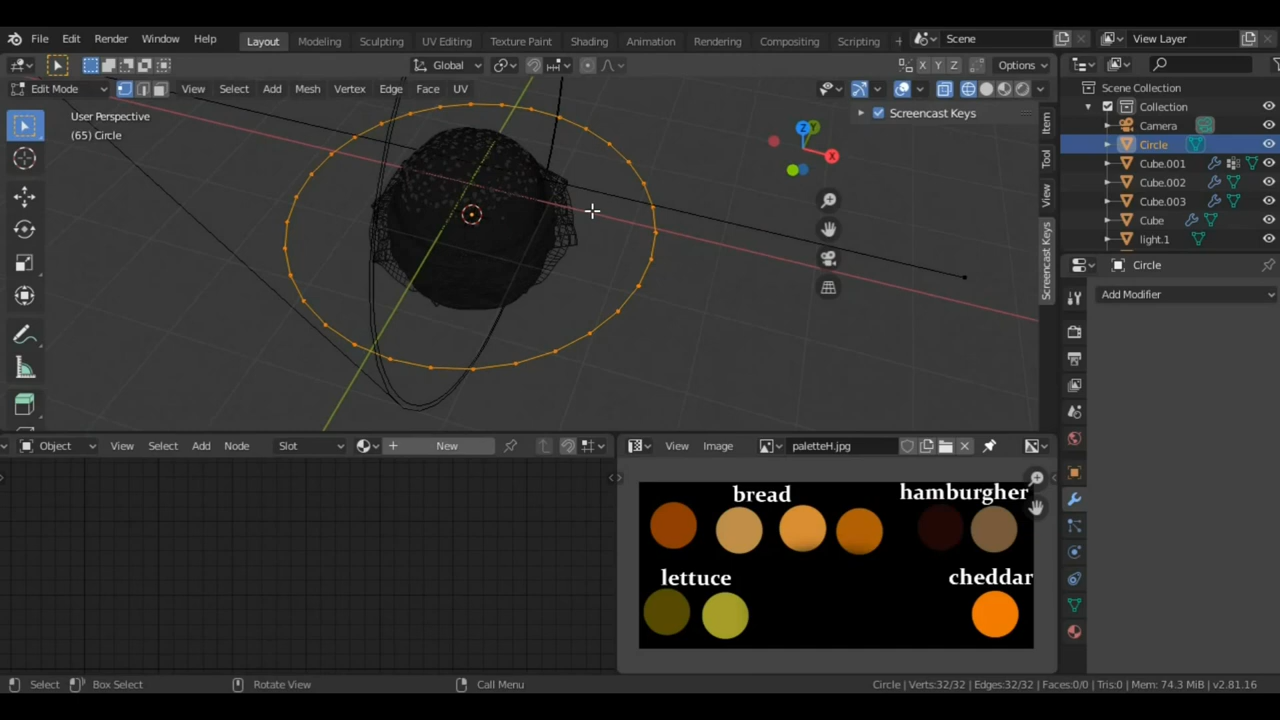 File Edit Render Window Help Layout Modeling Sculpting UV Editing Texture Paint Shading Animation Rendering Compositing Scripting Scene View Layer
Global X Y Z Options
Edit Mode View Select Add Mesh Vertex Edge Face UV
Scene Collection
Collection
Camera
Circle
Cube.001
Cube.002
Cube.003
Cube
light.1
User Perspective
(65) Circle
Screencast Keys
Z
Y
X
Item
Tool
View
Screencast Keys
Circle
Add Modifier
Object View Select Add Node Slot New
View Image paletteH.jpg
bread hamburgher
lettuce cheddar
Select Box Select Rotate View Call Menu Circle | Verts:32/32 | Edges:32/32 | Faces:0/0 | Tris:0 | Mem: 74.3 MiB | v2.81.16